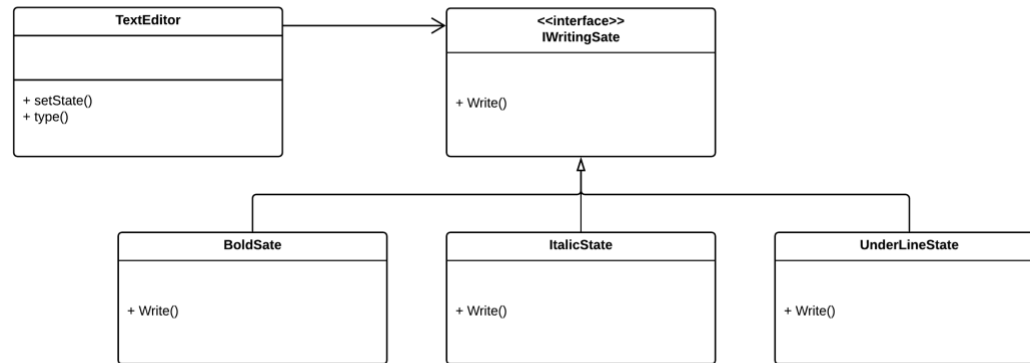 TextEditor
+ setState()
+ type()
<<interface>>
IWritingSate
+ Write()
BoldSate
+ Write()
ItalicState
+ Write()
UnderLineState
+ Write()